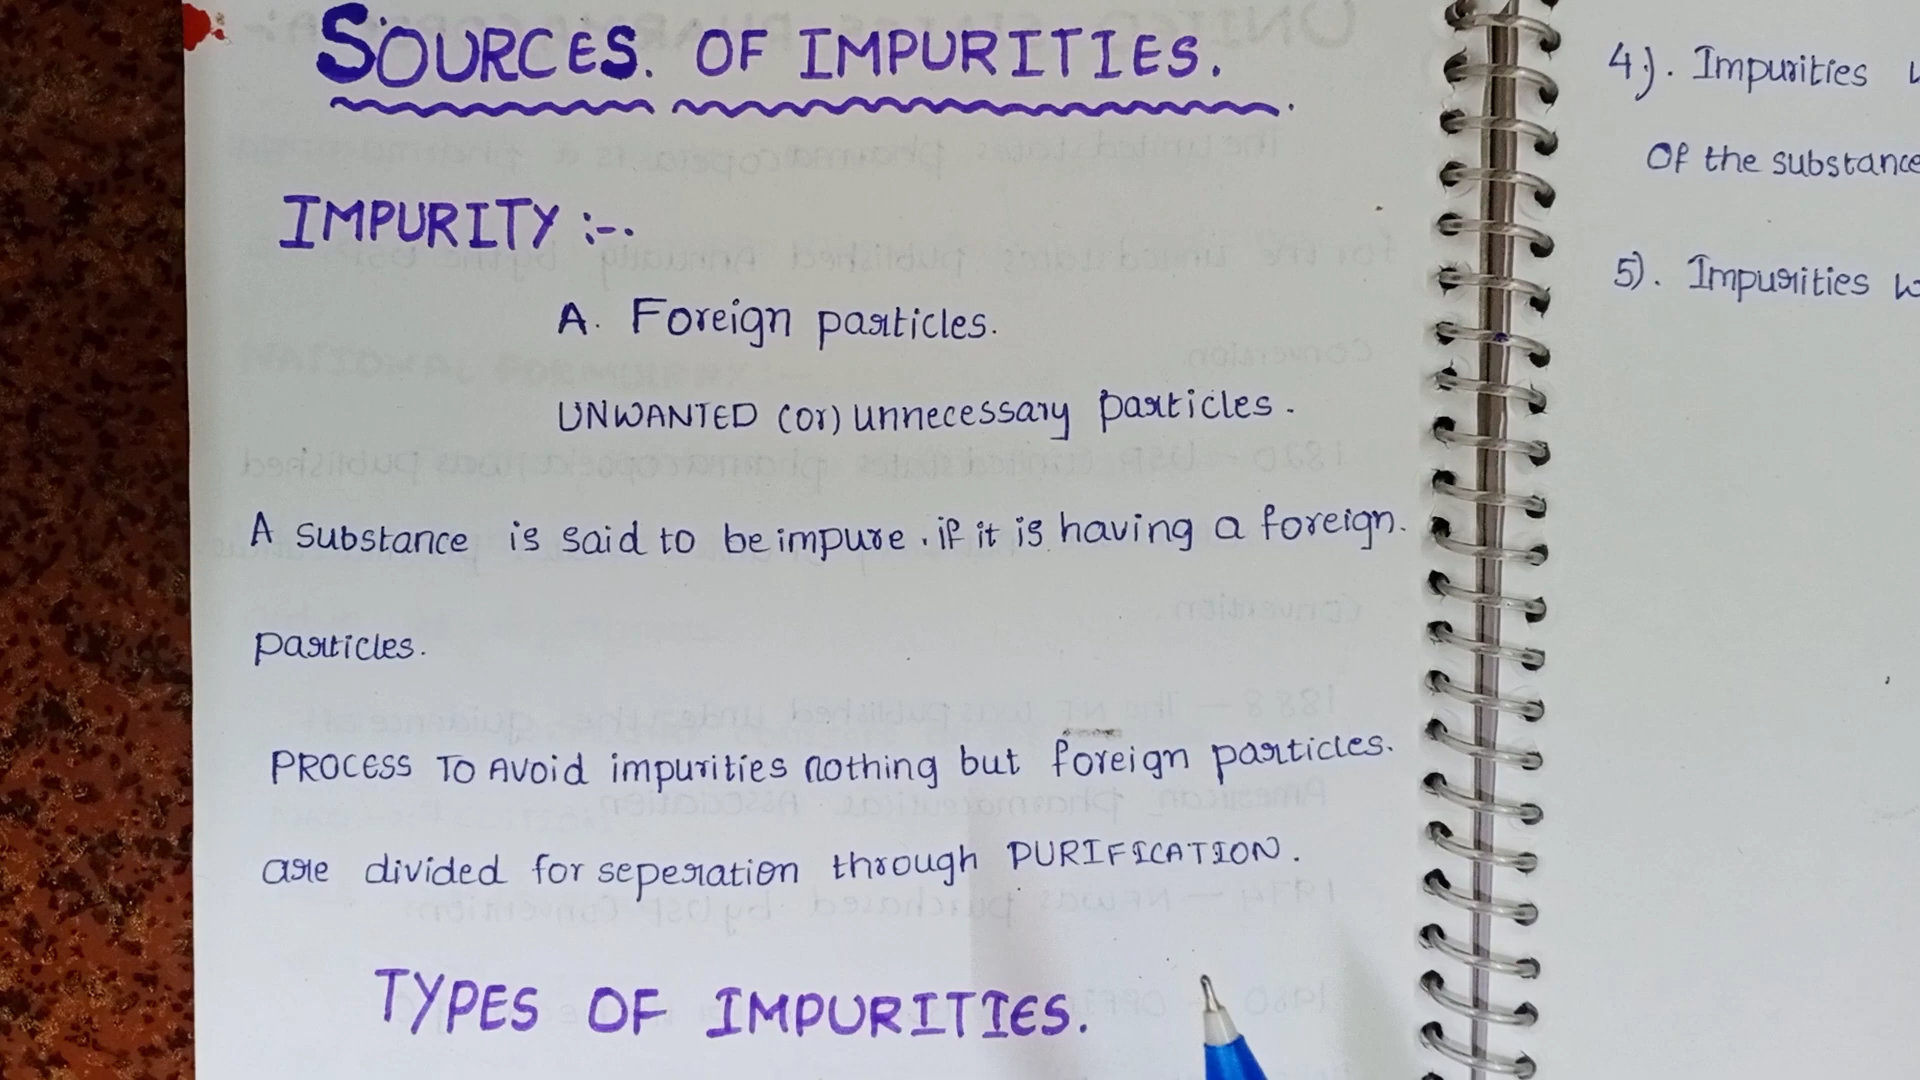 SOURCES. OF IMPURITIES.
IMPURITY :-.
A. Foreign particles.
UNWANTED (or) unnecessary particles.
A substance is said to be impure. if it is having a foreign.
particles.
PROCESS TO AVOID impurities nothing but foreign particles.
are divided for seperation through PURIFICATION.
TYPES OF IMPURITIES.
4). Impurities
Of the substance
5). Impurities